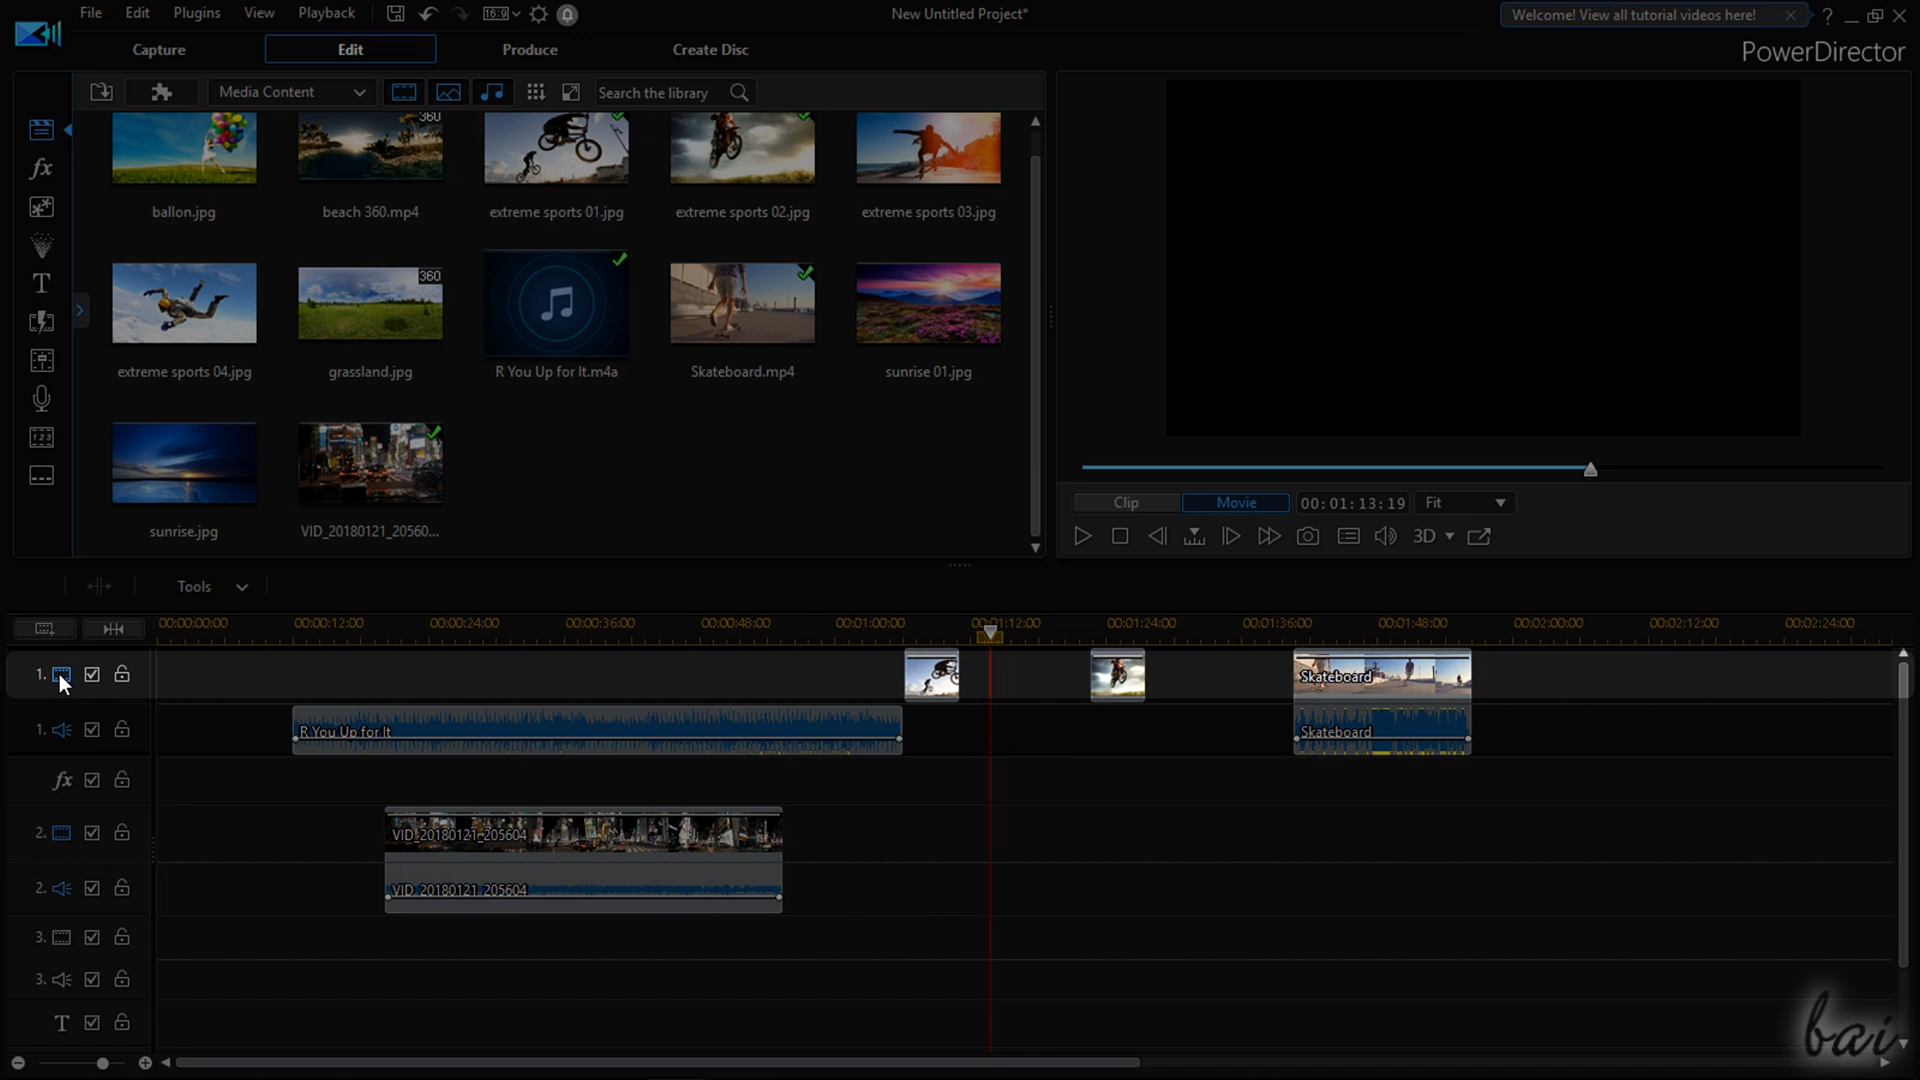 File Edit Plugins View Playback 16:9 New Untitled Project* Welcome! View all tutorial videos here! ?
Capture Edit Produce Create Disc PowerDirector
Media Content Search the library
360
ballon.jpg beach 360.mp4 extreme sports 01.jpg extreme sports 02.jpg extreme sports 03.jpg
fx
T
360
extreme sports 04.jpg grassland.jpg R You Up for It.m4a Skateboard.mp4 sunrise 01.jpg
123
sunrise.jpg VID_20180121_20560...
Clip Movie 00:01:13:19 Fit
3D
Tools
00:00:00:00 00:00:12:00 00:00:24:00 00:00:36:00 00:00:48:00 00:01:00:00 00:01:12:00 00:01:24:00 00:01:36:00 00:01:48:00 00:02:00:00 00:02:12:00 00:02:24:00
1. Skateboard
1. R You Up for It Skateboard
fx
2. VID_20180121_205604
2. VID_20180121_205604
3.
3.
T
bai